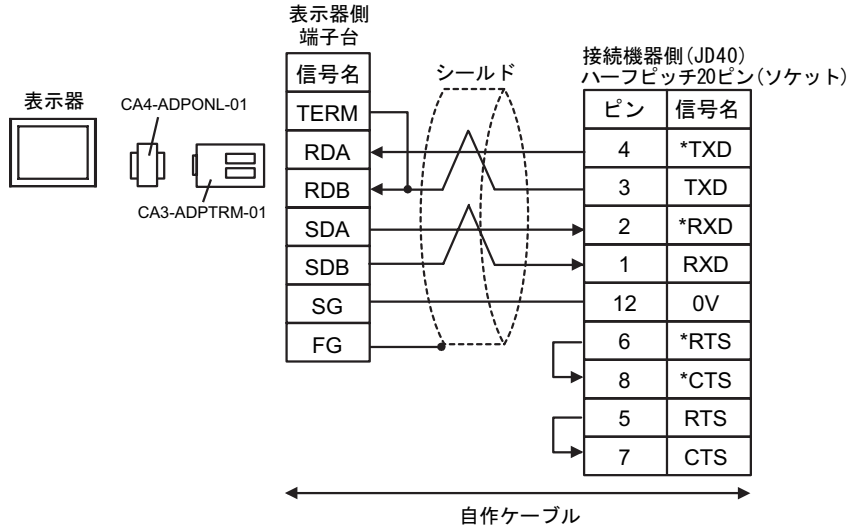 表示器側
端子台
接続機器側(JD40)
ハーフピッチ20ピン(ソケット)
表示器
CA4-ADPONL-01
CA3-ADPTRM-01
シールド
信号名
TERM
RDA
RDB
SDA
SDB
SG
FG
ピン 信号名
4 *TXD
3 TXD
2 *RXD
1 RXD
12 0V
6 *RTS
8 *CTS
5 RTS
7 CTS
自作ケーブル